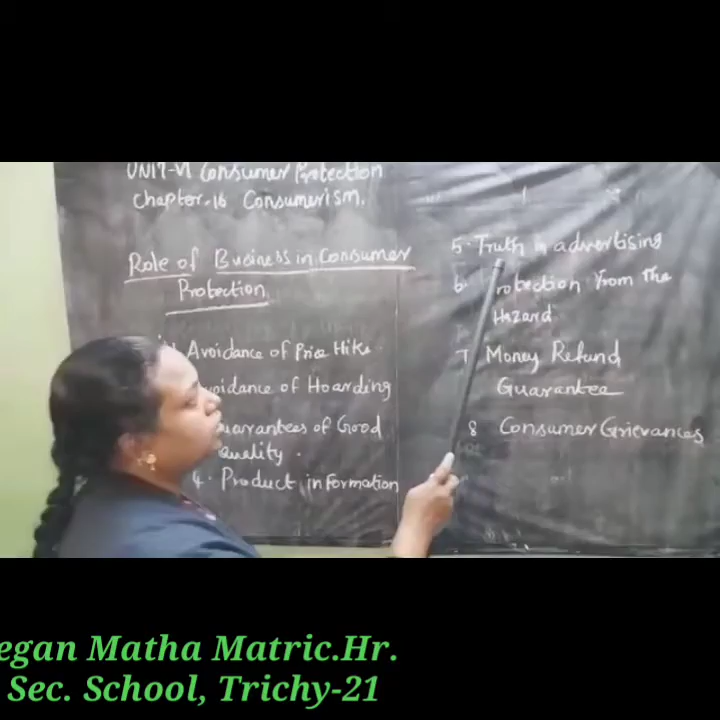 UNIT-VI Consumer Protection
Chapter-16 Consumerism.
Role of Business in Consumer
Protection
Avoidance of Price Hike
voidance of Hoarding
uarantees of Good
quality.
4. Product information
5. Truth in advertising
6. rotection from the
Hazard
7 Money Refund
Guarantee
8 Consumer Grievances
egan Matha Matric.Hr.
Sec. School, Trichy-21